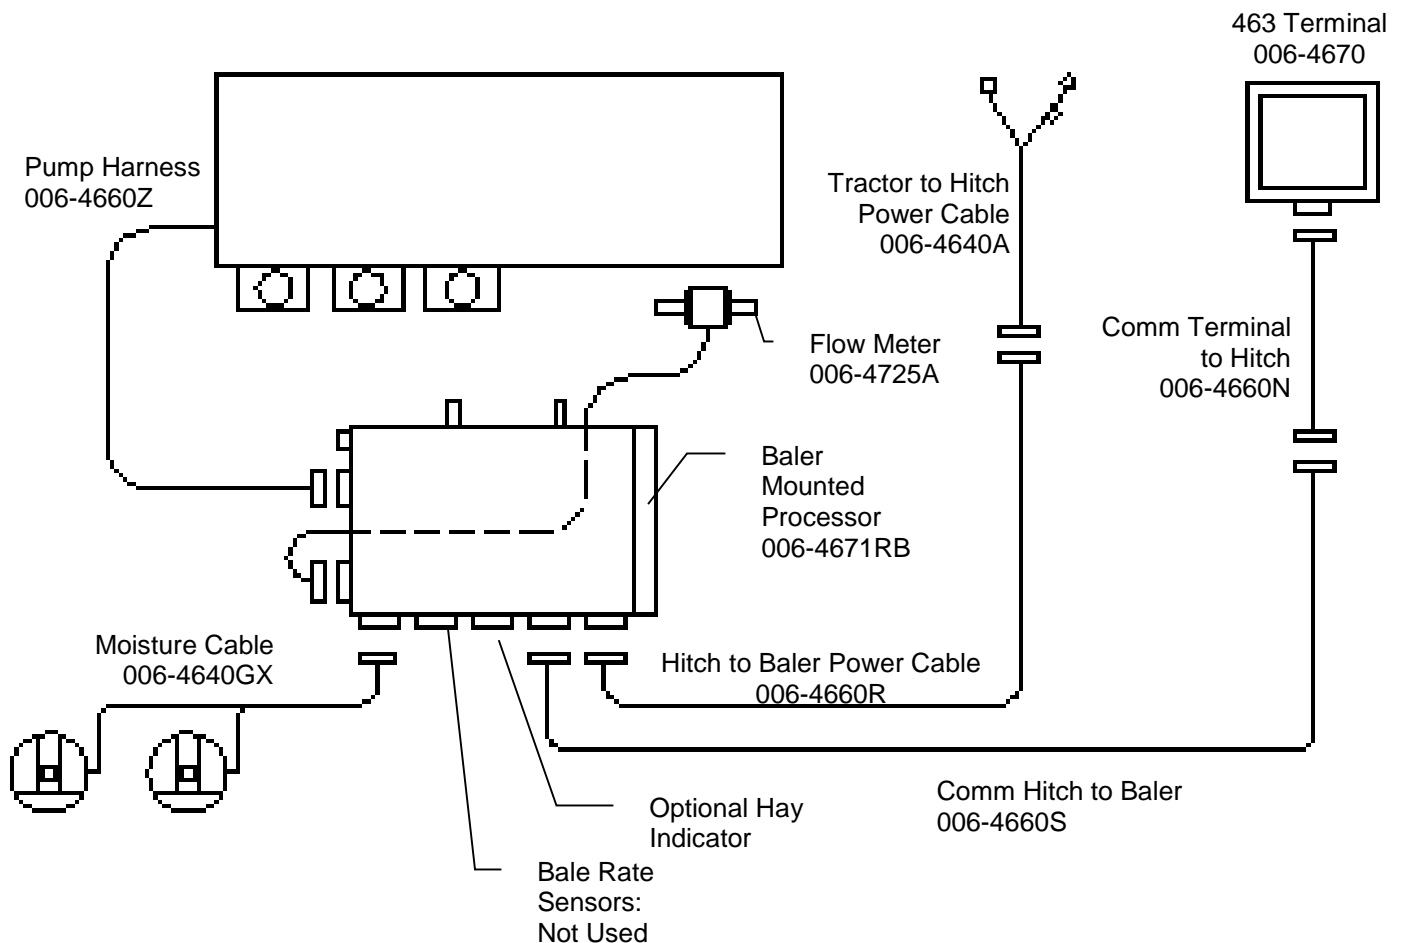 463 Terminal
006-4670
Pump Harness
006-4660Z
Tractor to Hitch
Power Cable
006-4640A
Flow Meter
006-4725A
Comm Terminal
to Hitch
006-4660N
Baler
Mounted
Processor
006-4671RB
Moisture Cable
006-4640GX
Hitch to Baler Power Cable
006-4660R
Comm Hitch to Baler
006-4660S
Optional Hay
Indicator
Bale Rate
Sensors:
Not Used